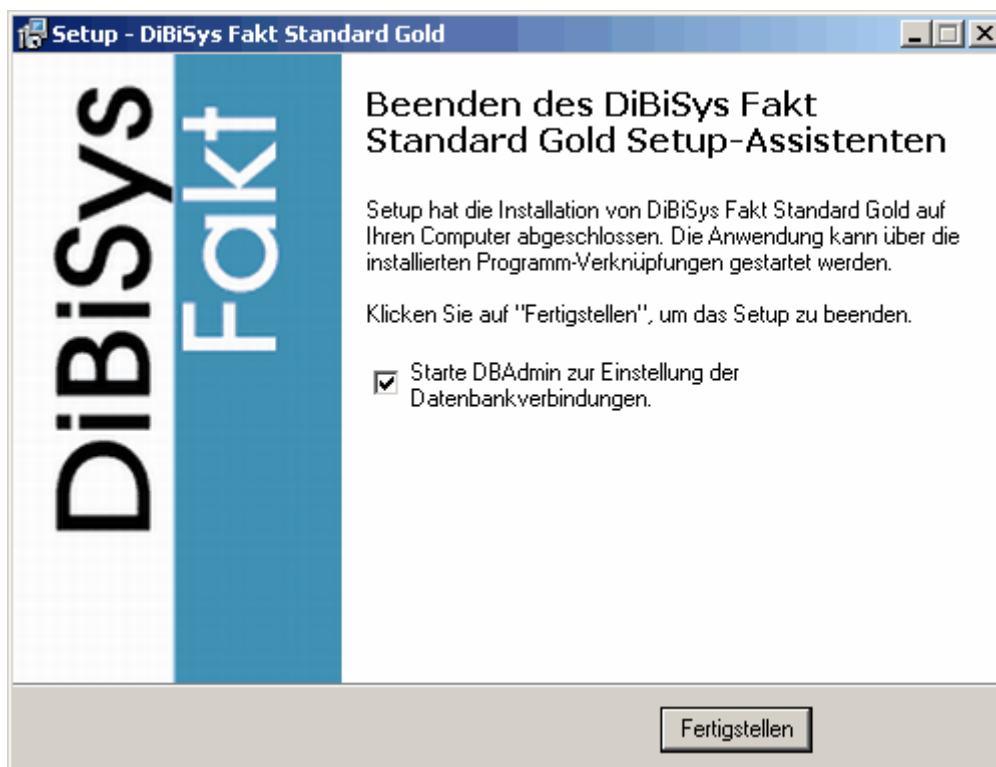 Setup - DiBiSys Fakt Standard Gold
DiBiSys
Fakt
Beenden des DiBiSys Fakt
Standard Gold Setup-Assistenten
Setup hat die Installation von DiBiSys Fakt Standard Gold auf
Ihren Computer abgeschlossen. Die Anwendung kann über die
installierten Programm-Verknüpfungen gestartet werden.
Klicken Sie auf "Fertigstellen", um das Setup zu beenden.
Starte DBAdmin zur Einstellung der
Datenbankverbindungen.
Fertigstellen